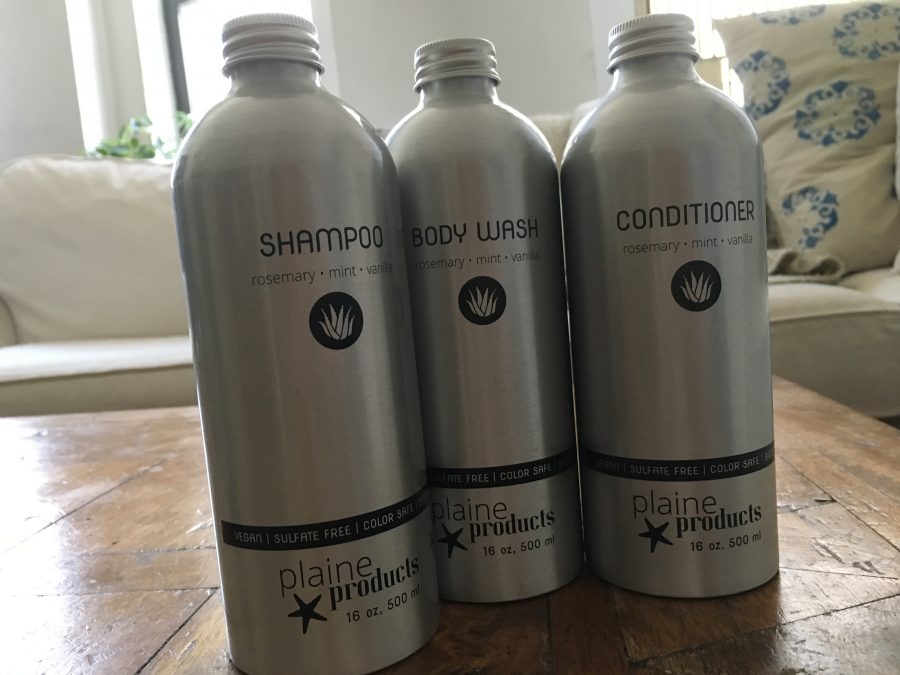 SHAMPOO
rosemary • mint • vanilla
VEGAN | SULFATE FREE | COLOR SAFE |
plaine
products
16 oz, 500 ml
BODY WASH
rosemary • mint • vanilla
SULFATE FREE | COLOR SAFE |
plaine
products
16 oz, 500 ml
CONDITIONER
rosemary • mint • vanilla
VEGAN | SULFATE FREE | COLOR SAFE |
plaine
products
16 oz, 500 ml